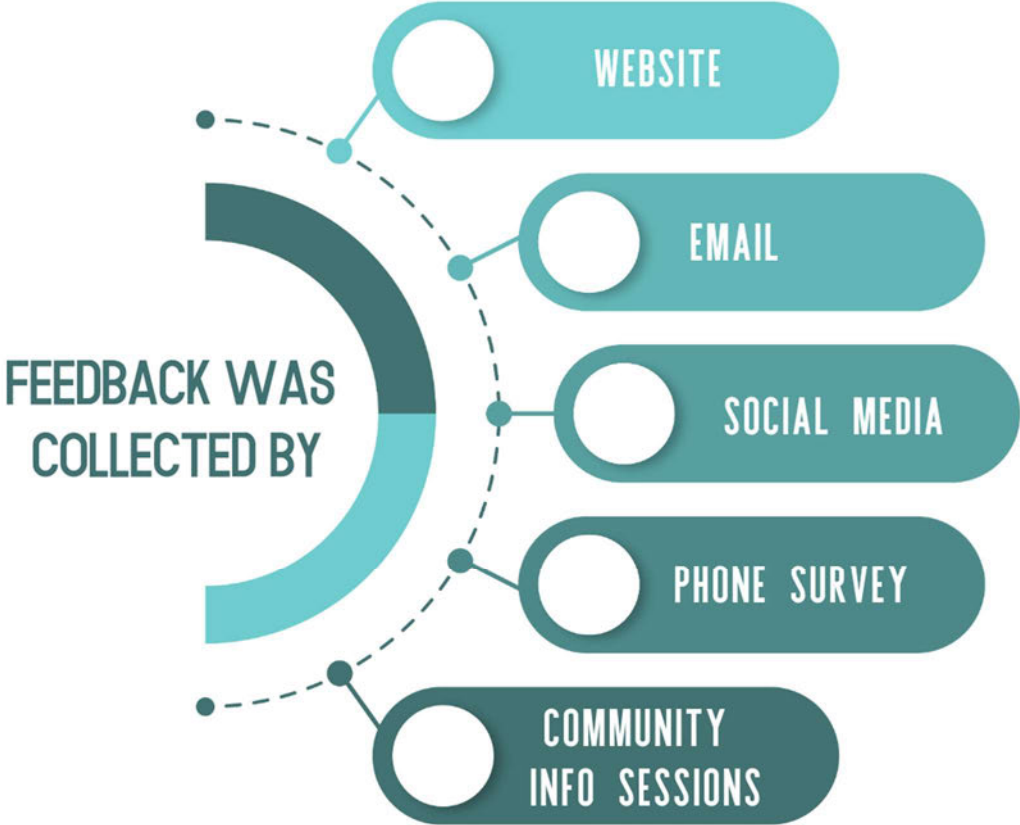 FEEDBACK WAS
COLLECTED BY
WEBSITE
EMAIL
SOCIAL MEDIA
PHONE SURVEY
COMMUNITY
INFO SESSIONS